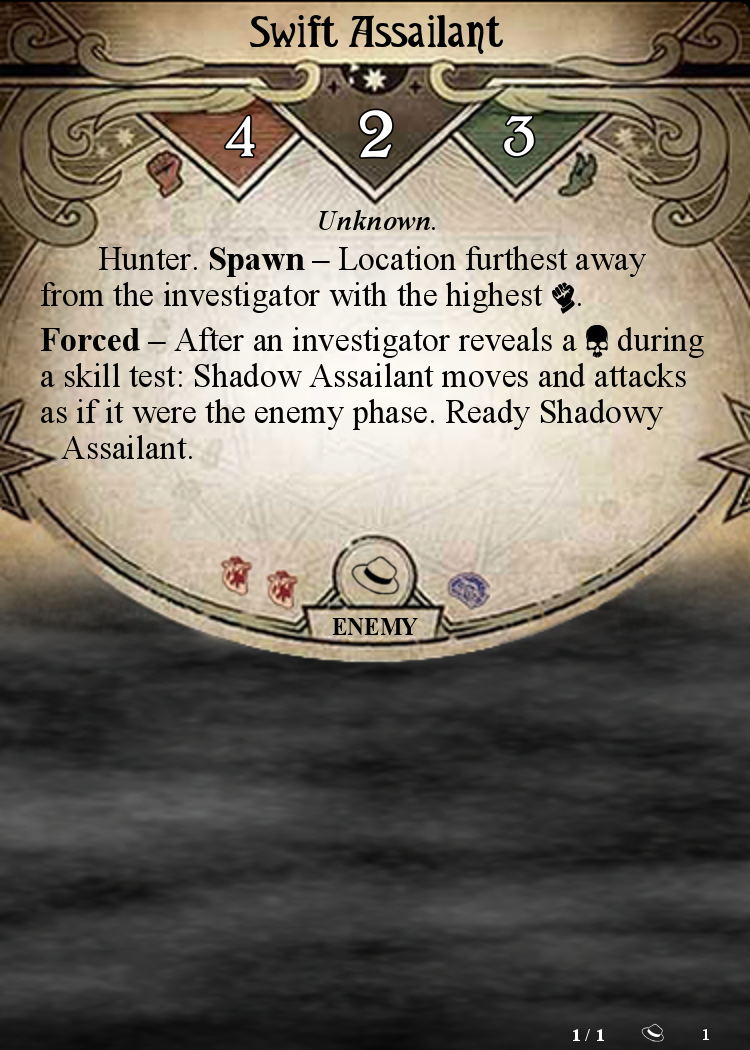 Swift Assailant
4 2 3
Unknown.
Hunter. Spawn – Location furthest away
from the investigator with the highest .
Forced – After an investigator reveals a during
a skill test: Shadow Assailant moves and attacks
as if it were the enemy phase. Ready Shadowy
Assailant.
ENEMY
1 / 1 1